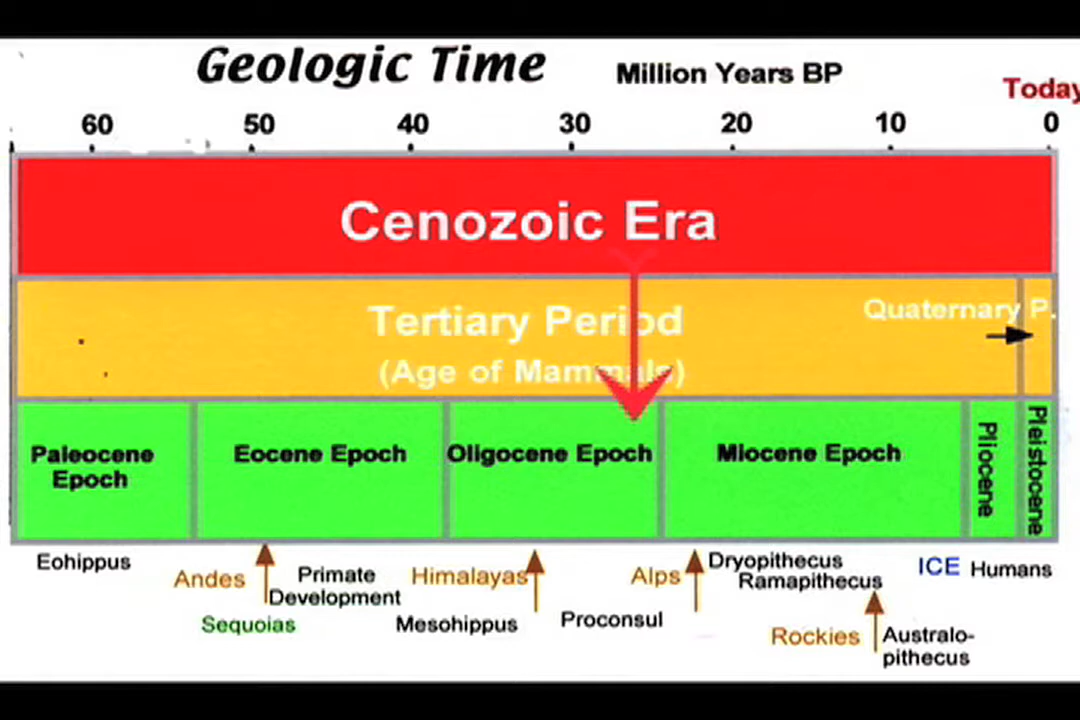 Geologic Time
Million Years BP
Today
60 50 40 30 20 10 0
Cenozoic Era
Tertiary Period
Quaternary P.
(Age of Mammals)
Paleocene
Epoch
Eocene Epoch
Oligocene Epoch
Miocene Epoch
Pliocene
Pleistocene
Eohippus
Andes
Sequoias
Primate
Development
Himalayas
Mesohippus
Proconsul
Alps
Dryopithecus
Ramapithecus
Rockies
Australo-
pithecus
ICE
Humans